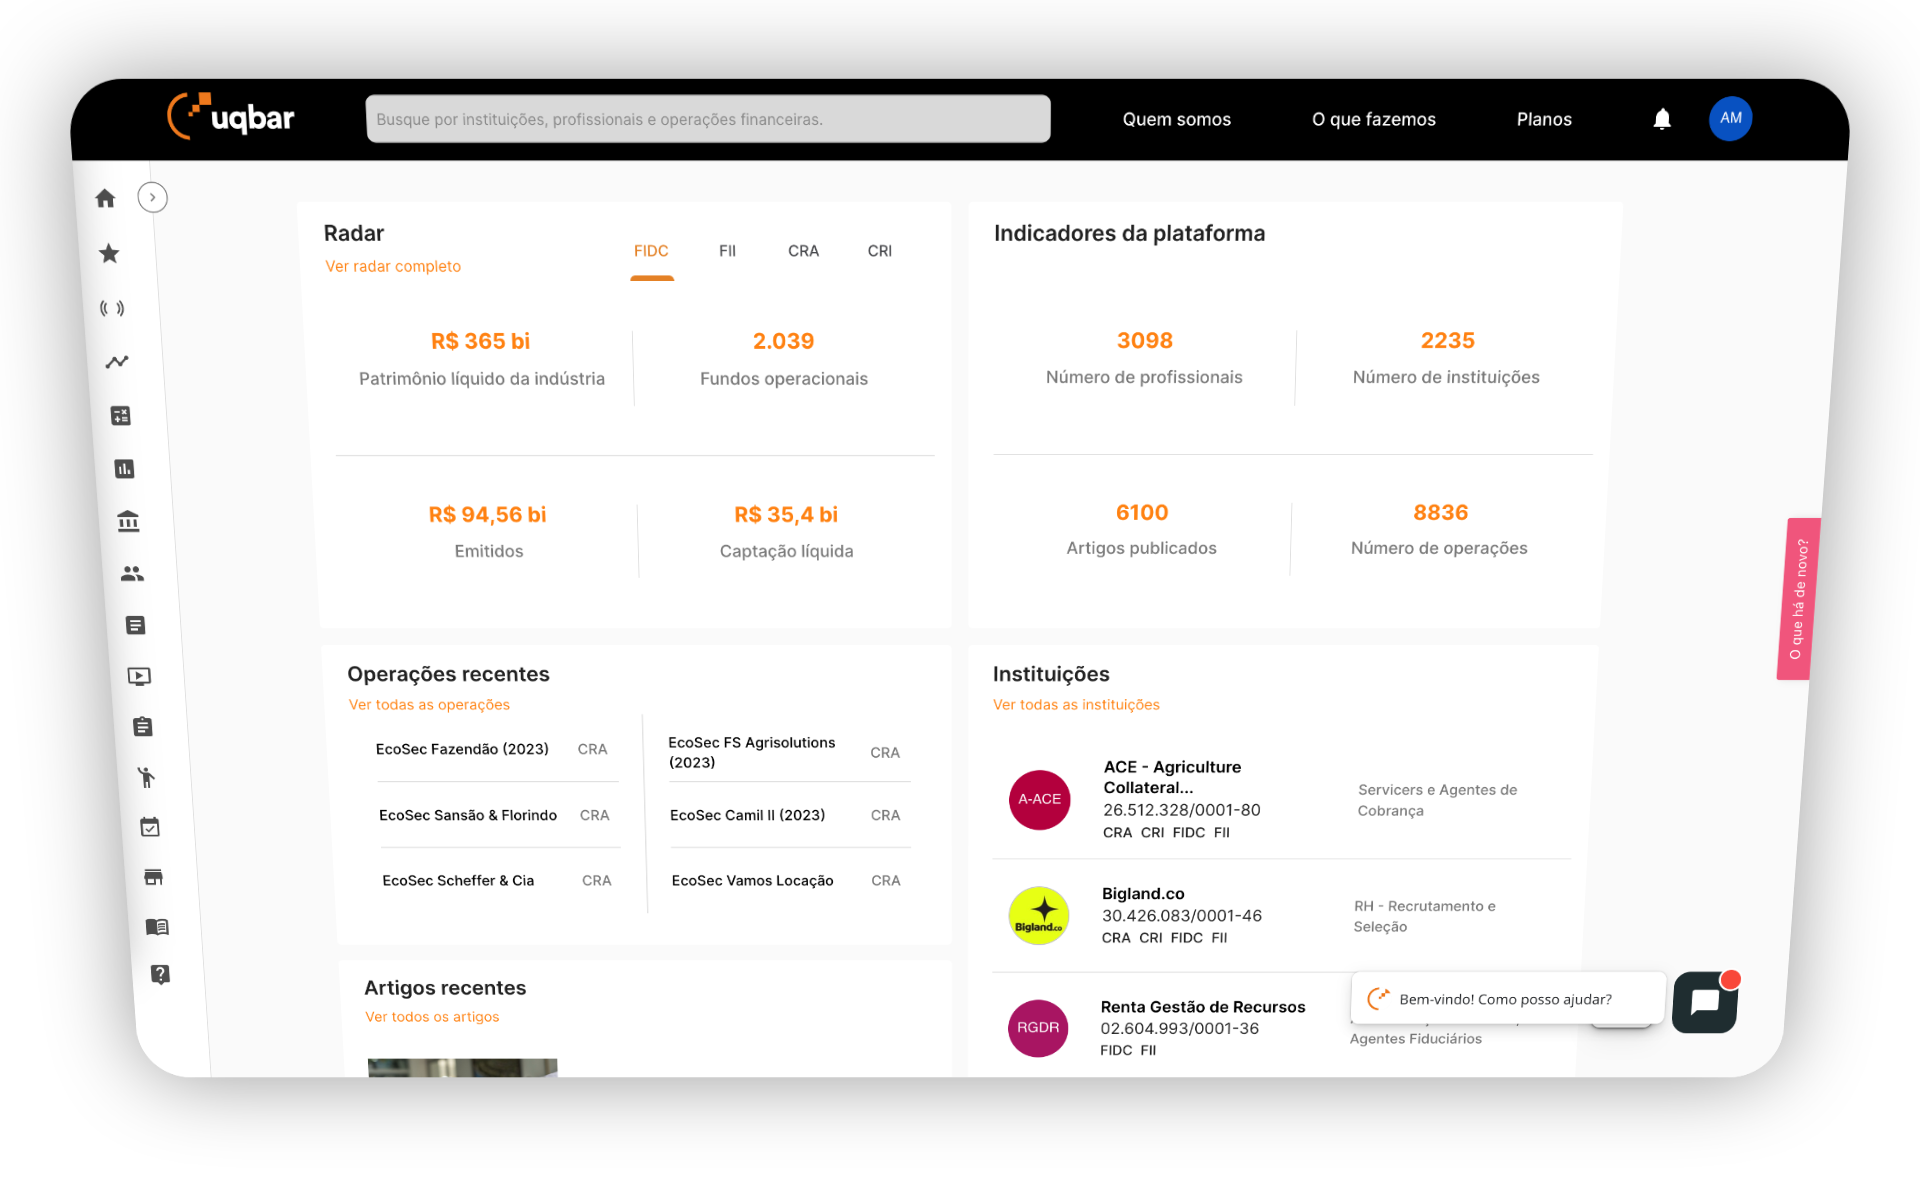 uqbar
Busque por instituições, profissionais e operações financeiras.
Quem somos
O que fazemos
Planos
AM
Radar
Ver radar completo
FIDC
FII
CRA
CRI
R$ 365 bi
Patrimônio líquido da indústria
2.039
Fundos operacionais
R$ 94,56 bi
Emitidos
R$ 35,4 bi
Captação líquida
Indicadores da plataforma
3098
Número de profissionais
2235
Número de instituições
6100
Artigos publicados
8836
Número de operações
O que há de novo?
Operações recentes
Ver todas as operações
EcoSec Fazendão (2023) CRA
EcoSec Sansão & Florindo CRA
EcoSec Scheffer & Cia CRA
EcoSec FS Agrisolutions
(2023)
CRA
EcoSec Camil II (2023) CRA
EcoSec Vamos Locação CRA
Instituições
Ver todas as instituições
A-ACE
ACE - Agriculture
Collateral...
26.512.328/0001-80
CRA CRI FIDC FII
Servicers e Agentes de
Cobrança
Bigland.co
Bigland.co
30.426.083/0001-46
CRA CRI FIDC FII
RH - Recrutamento e
Seleção
RGDR
Renta Gestão de Recursos
02.604.993/0001-36
FIDC FII
Agentes Fiduciários
Bem-vindo! Como posso ajudar?
Artigos recentes
Ver todos os artigos